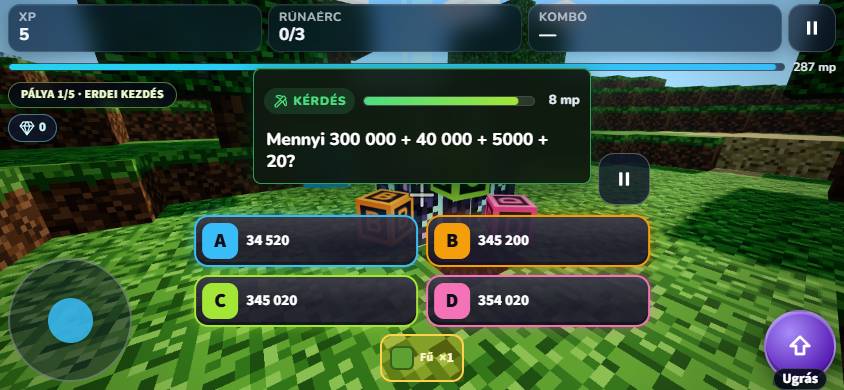 XP
5
RÚNAÉRC
0/3
KOMBÓ
—
287 mp
PÁLYA 1/5 · ERDEI KEZDÉS
0
KÉRDÉS
8 mp
Mennyi 300 000 + 40 000 + 5000 +
20?
A 34 520
B 345 200
C 345 020
D 354 020
Fű ×1
Ugrás